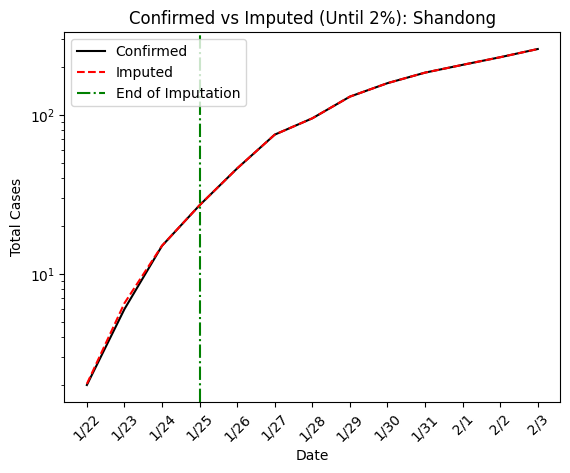 Confirmed vs Imputed (Until 2%): Shandong
Confirmed
Imputed
End of Imputation
Total Cases
10²
10¹
1/22 1/23 1/24 1/25 1/26 1/27 1/28 1/29 1/30 1/31 2/1 2/2 2/3
Date